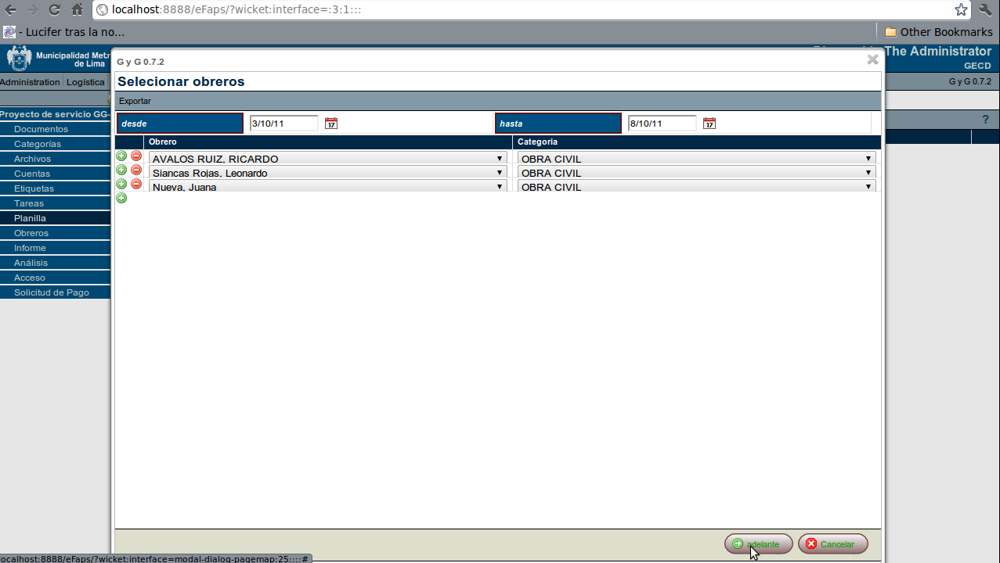 localhost:8888/eFaps/?wicket:interface=:3:1:::
- Lucifer tras la no...
Other Bookmarks
Municipalidad Metr
de Lima
The Administrator
GECD
Administration Logística
G y G 0.7.2
G y G 0.7.2
Selecionar obreros
Exportar
desde 3/10/11 hasta 8/10/11
?
Obrero Categoria
AVALOS RUIZ, RICARDO OBRA CIVIL
Siancas Rojas, Leonardo OBRA CIVIL
Nueva, Juana OBRA CIVIL
Proyecto de servicio GG-
Documentos
Categorías
Archivos
Cuentas
Etiquetas
Tareas
Planilla
Obreros
Informe
Análisis
Acceso
Solicitud de Pago
adelante Cancelar
ocalhost:8888/eFaps/?wicket:interface=modal-dialog-pagemap:25::::#